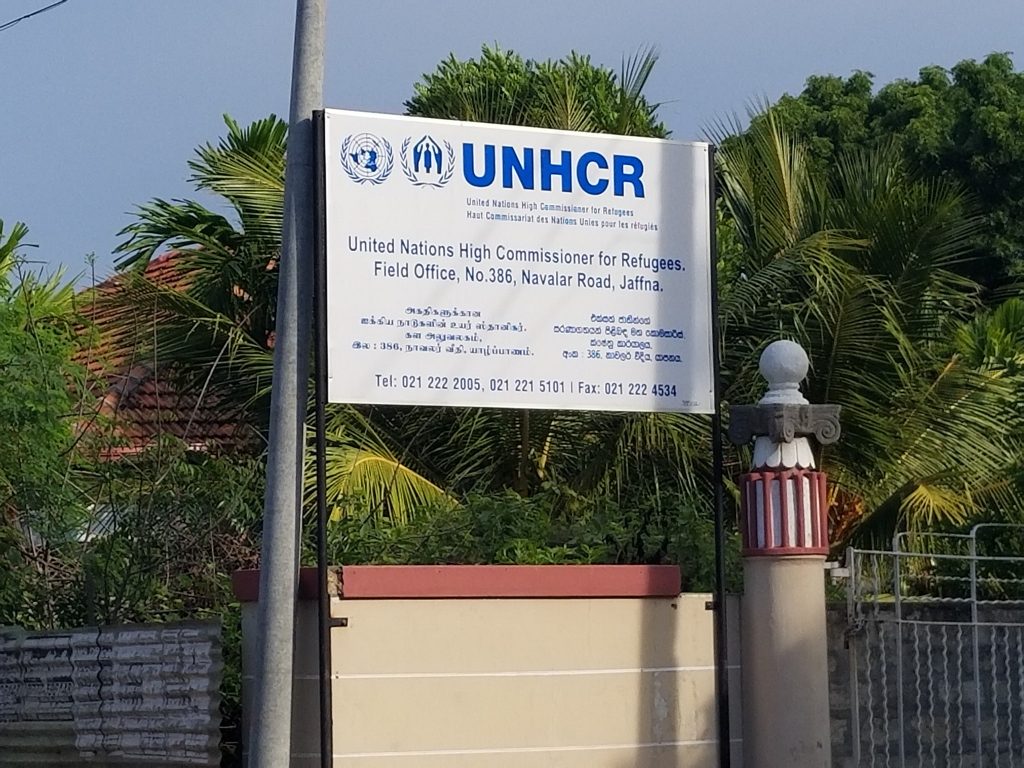 UNHCR
United Nations High Commissioner for Refugees
Haut Commissariat des Nations Unies pour les réfugiés
United Nations High Commissioner for Refugees.
Field Office, No.386, Navalar Road, Jaffna.
அகதிகளுக்கான
ஐக்கிய நாடுகளின் உயர் ஸ்தானிகர்.
கள அலுவலகம்,
இல : 386, நாவலர் வீதி, யாழ்ப்பாணம்.
එක්සත් ජාතීන්ගේ
සරණාගතයන් පිළිබඳ මහ කොමසාරිස්.
ක්ෂේත්‍ර කාර්යාලය,
අංක : 386, නාවලර් වීදිය, යාපනය.
Tel: 021 222 2005, 021 221 5101 | Fax: 021 222 4534